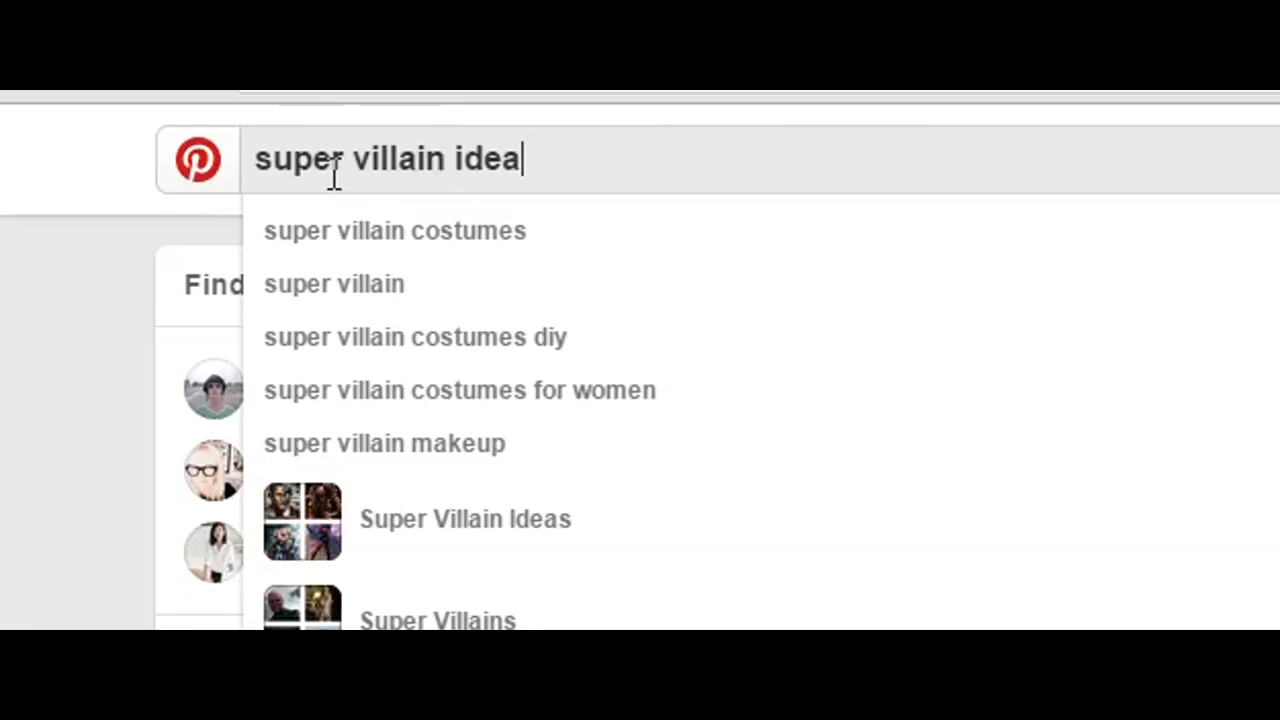 super villain idea
super villain costumes
Find
super villain
super villain costumes diy
super villain costumes for women
super villain makeup
Super Villain Ideas
Super Villains